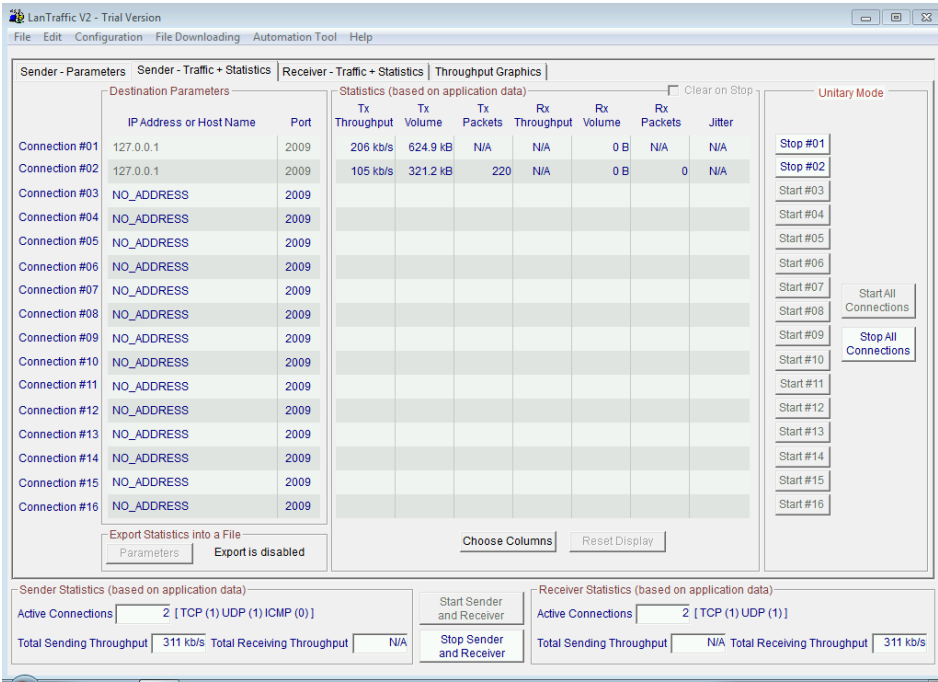 LanTraffic V2 - Trial Version
File Edit Configuration File Downloading Automation Tool Help
Sender - Parameters Sender - Traffic + Statistics Receiver - Traffic + Statistics Throughput Graphics
Destination Parameters Statistics (based on application data) Clear on Stop Unitary Mode
Tx Tx Tx Rx Rx Rx
IP Address or Host Name Port Throughput Volume Packets Throughput Volume Packets Jitter
Connection #01 127.0.0.1 2009 206 kb/s 624.9 kB N/A N/A 0 B N/A N/A Stop #01
Connection #02 127.0.0.1 2009 105 kb/s 321.2 kB 220 N/A 0 B 0 N/A Stop #02
Connection #03 NO_ADDRESS 2009 Start #03
Connection #04 NO_ADDRESS 2009 Start #04
Connection #05 NO_ADDRESS 2009 Start #05
Connection #06 NO_ADDRESS 2009 Start #06
Connection #07 NO_ADDRESS 2009 Start #07 Start All
Connection #08 NO_ADDRESS 2009 Start #08 Connections
Connection #09 NO_ADDRESS 2009 Start #09 Stop All
Connection #10 NO_ADDRESS 2009 Start #10 Connections
Connection #11 NO_ADDRESS 2009 Start #11
Connection #12 NO_ADDRESS 2009 Start #12
Connection #13 NO_ADDRESS 2009 Start #13
Connection #14 NO_ADDRESS 2009 Start #14
Connection #15 NO_ADDRESS 2009 Start #15
Connection #16 NO_ADDRESS 2009 Start #16
Export Statistics into a File
Parameters Export is disabled Choose Columns Reset Display
Sender Statistics (based on application data) Receiver Statistics (based on application data)
Active Connections 2 [ TCP (1) UDP (1) ICMP (0) ] Start Sender and Receiver Active Connections 2 [ TCP (1) UDP (1) ]
Total Sending Throughput 311 kb/s Total Receiving Throughput N/A Stop Sender and Receiver Total Sending Throughput N/A Total Receiving Throughput 311 kb/s